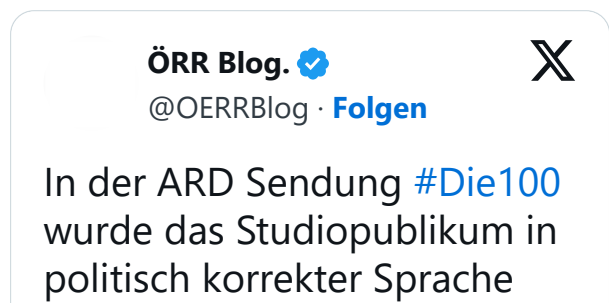 ÖRR Blog.
@OERRBlog · Folgen
In der ARD Sendung #Die100
wurde das Studiopublikum in
politisch korrekter Sprache